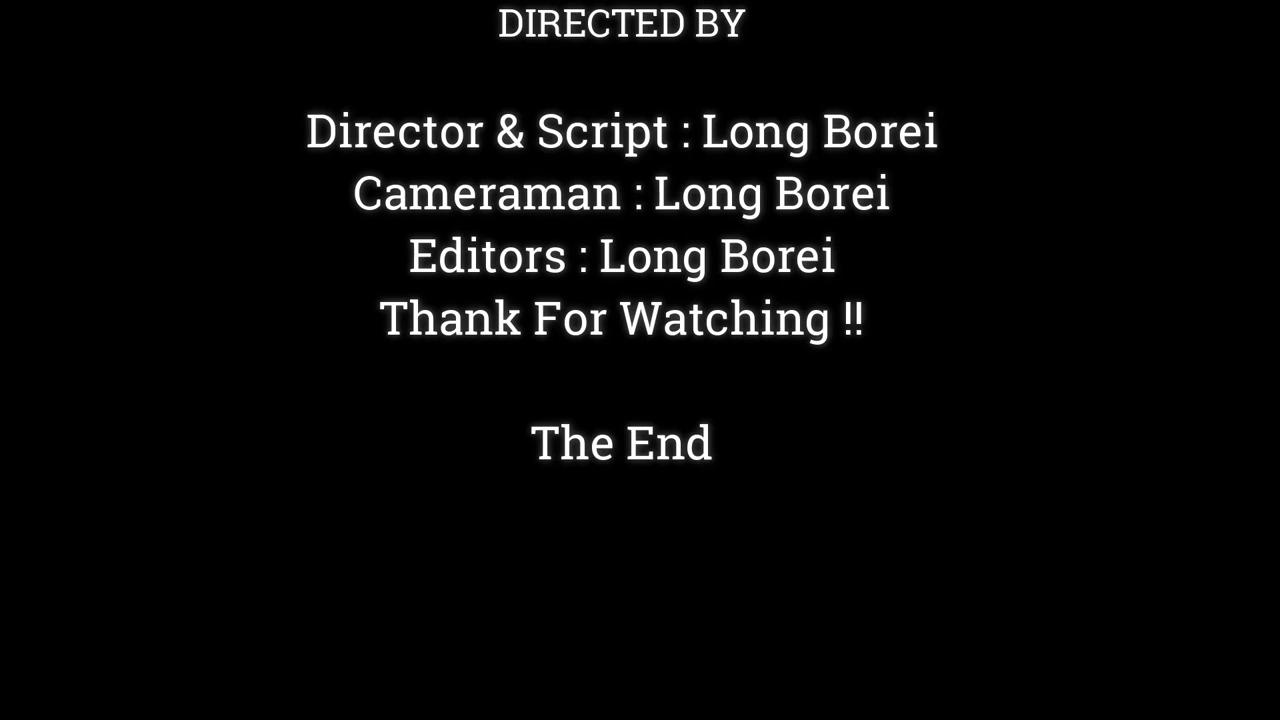 DIRECTED BY
Director & Script : Long Borei
Cameraman : Long Borei
Editors : Long Borei
Thank For Watching !!
The End